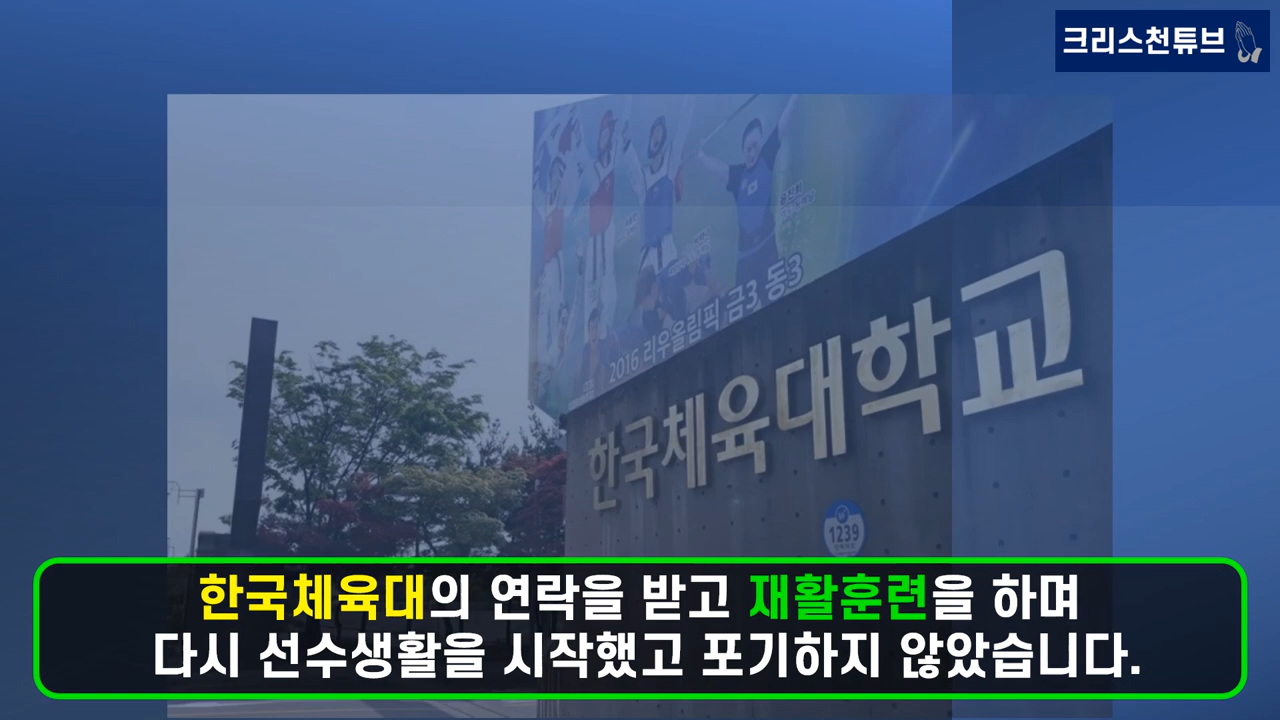 크리스천튜브
2016 리우올림픽 금3 동3
한국체육대학교
1239
한국체육대의 연락을 받고 재활훈련을 하며
다시 선수생활을 시작했고 포기하지 않았습니다.